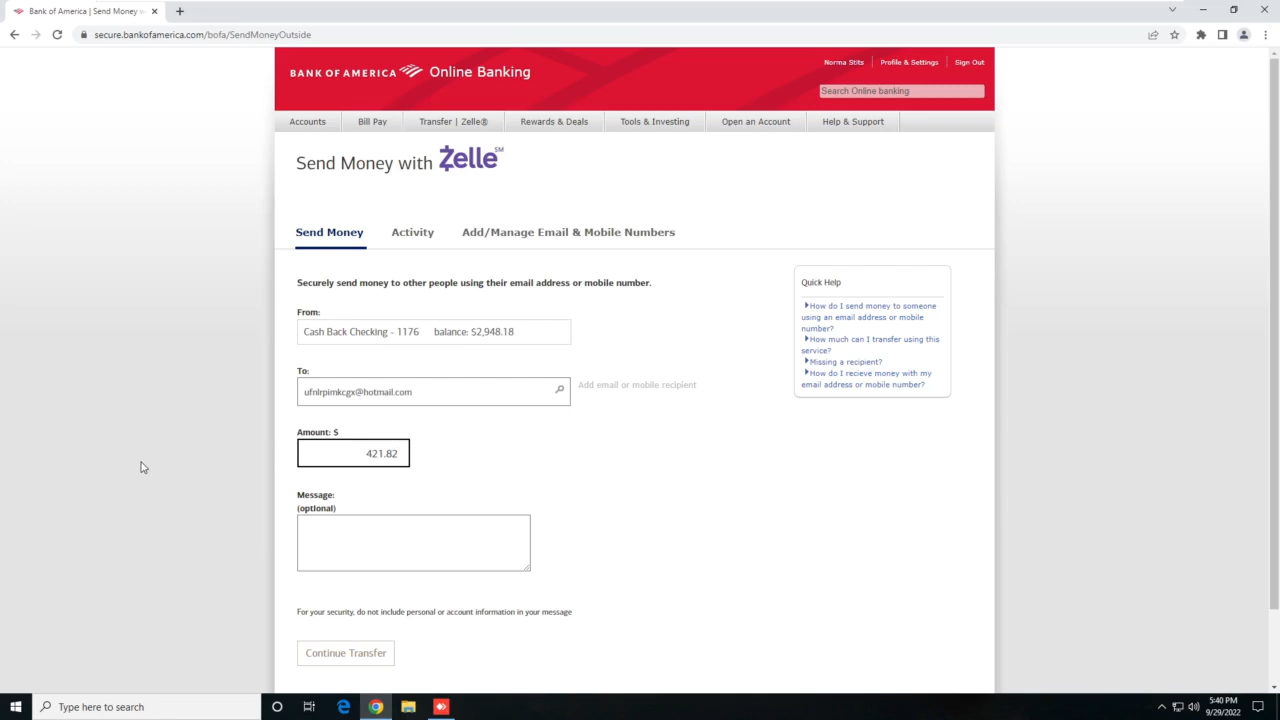 Bank of America | Send Money w
secure.bankofamerica.com/bofa/SendMoneyOutside
BANK OF AMERICA Online Banking
Norma Stits
Profile & Settings
Sign Out
Search Online banking
Accounts
Bill Pay
Transfer | Zelle®
Rewards & Deals
Tools & Investing
Open an Account
Help & Support
Send Money with Zelle SM
Send Money
Activity
Add/Manage Email & Mobile Numbers
Securely send money to other people using their email address or mobile number.
From:
Cash Back Checking - 1176 balance: $2,948.18
To:
ufnlrpimkcgx@hotmail.com
Add email or mobile recipient
Amount: $
421.82
Message:
(optional)
For your security, do not include personal or account information in your message
Continue Transfer
Quick Help
How do I send money to someone
using an email address or mobile
number?
How much can I transfer using this
service?
Missing a recipient?
How do I recieve money with my
email address or mobile number?
Type here to search
5:40 PM
9/29/2022